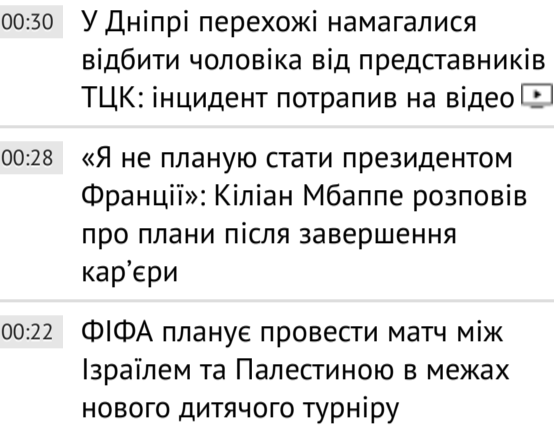 00:30 У Дніпрі перехожі намагалися
відбити чоловіка від представників
ТЦК: інцидент потрапив на відео
00:28 «Я не планую стати президентом
Франції»: Кіліан Мбаппе розповів
про плани після завершення
кар’єри
00:22 ФІФА планує провести матч між
Ізраїлем та Палестиною в межах
нового дитячого турніру